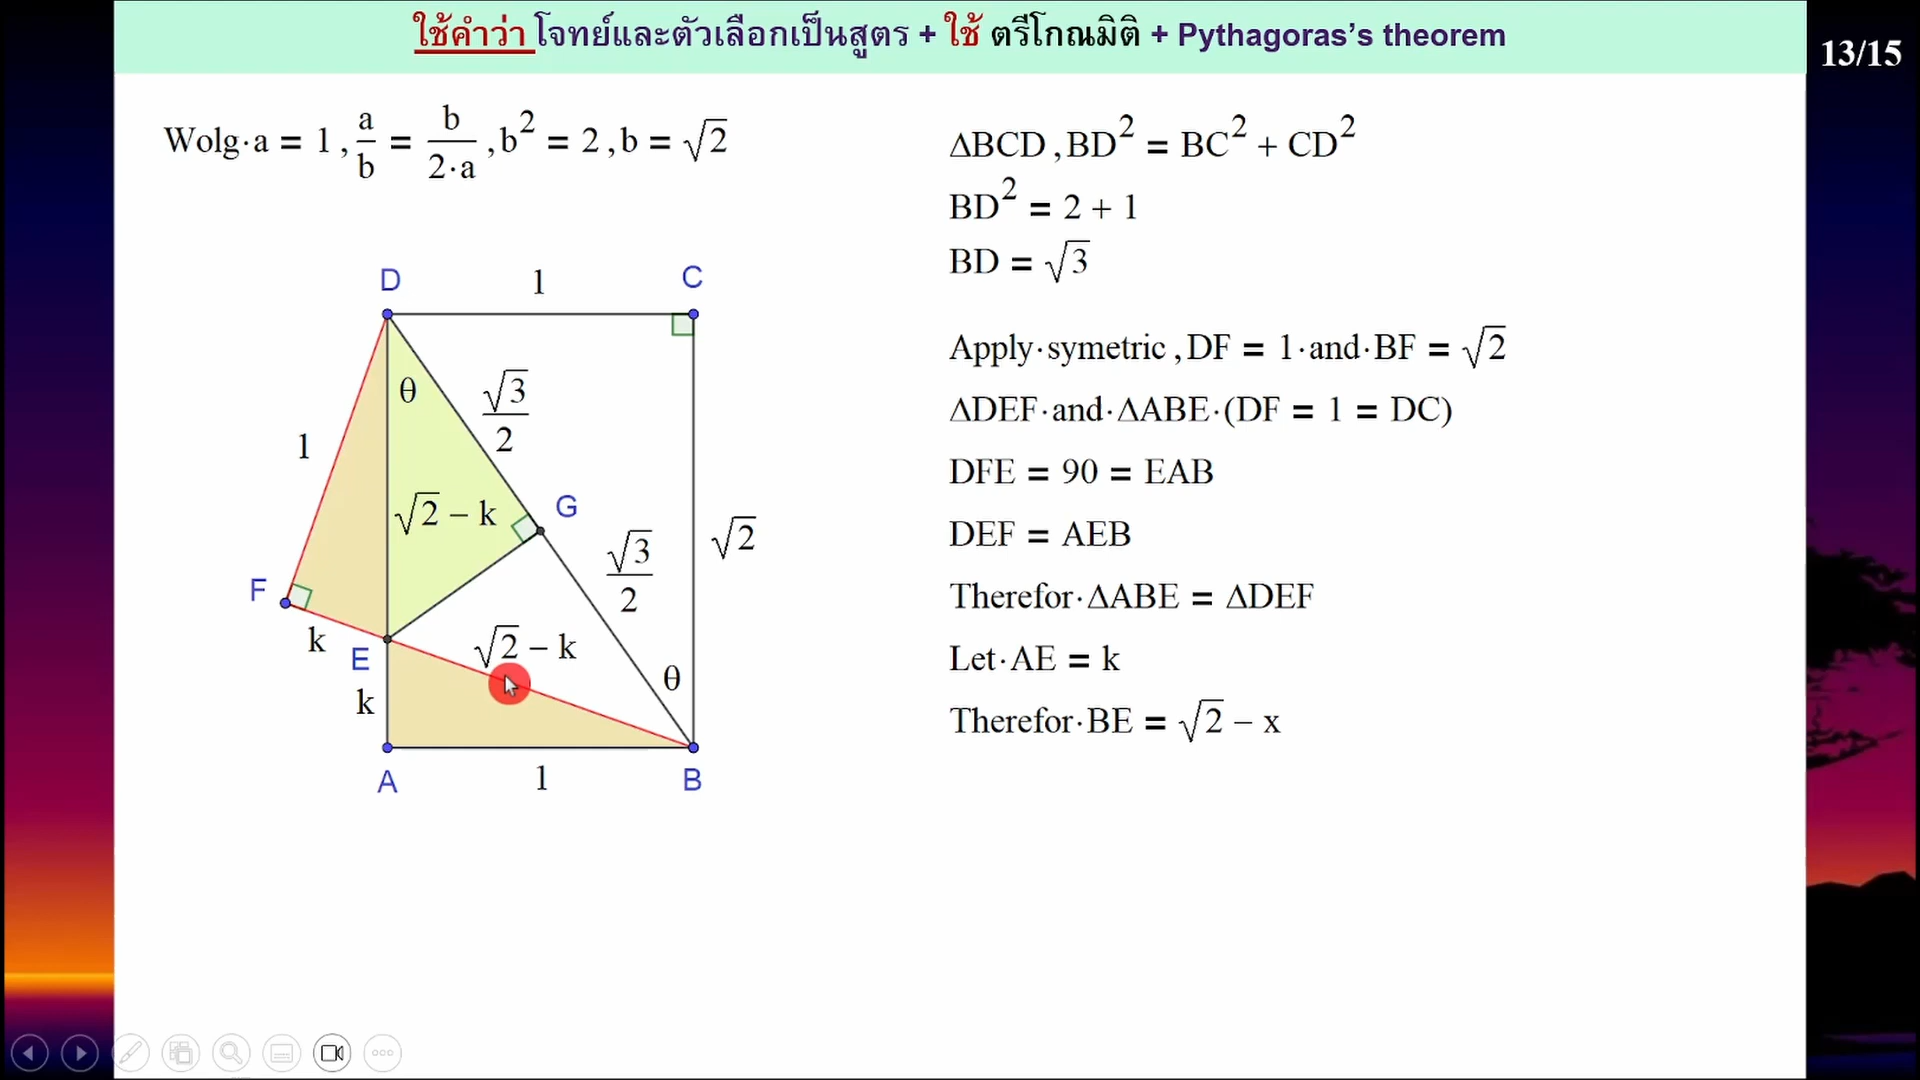 ใช้คำว่า โจทย์และตัวเลือกเป็นสูตร + ใช้ ตรีโกณมิติ + Pythagoras’s theorem
13/15
Wolg·a = 1 , a/b = b/(2·a) , b² = 2 , b = √2
D 1 C
θ
√3/2
1
√2 − k
G
√3/2
√2
F
k
E
√2 − k
k
θ
A 1 B
ΔBCD , BD² = BC² + CD²
BD² = 2 + 1
BD = √3
Apply·symetric , DF = 1·and·BF = √2
ΔDEF·and·ΔABE·(DF = 1 = DC)
DFE = 90 = EAB
DEF = AEB
Therefor·ΔABE = ΔDEF
Let·AE = k
Therefor·BE = √2 − x